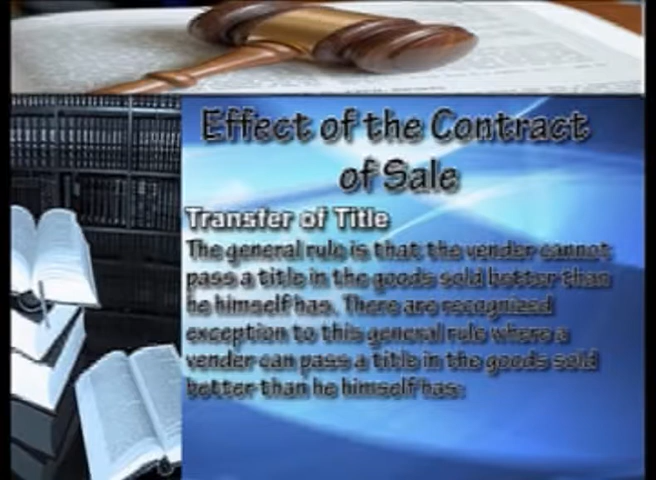 Effect of the Contract
of Sale
Transfer of Title
The general rule is that the vender cannot
pass a title in the goods sold better than
he himself has. There are recognized
exception to this general rule where a
vender can pass a title in the goods sold
better than he himself has: